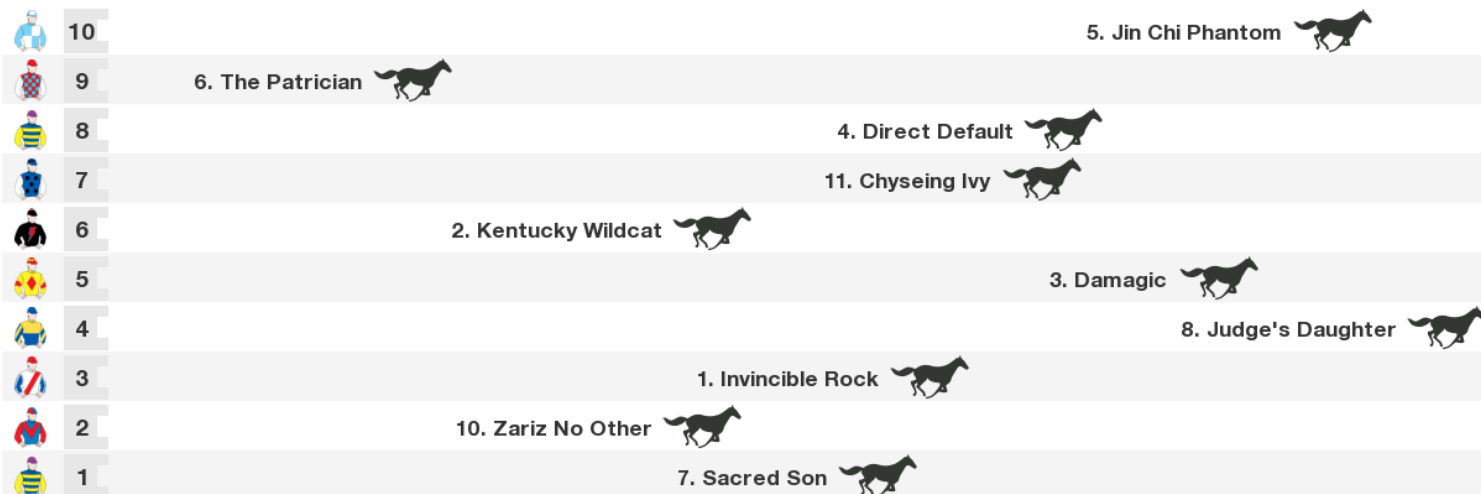 10 5. Jin Chi Phantom
9 6. The Patrician
8 4. Direct Default
7 11. Chyseing Ivy
6 2. Kentucky Wildcat
5 3. Damagic
4 8. Judge's Daughter
3 1. Invincible Rock
2 10. Zariz No Other
1 7. Sacred Son